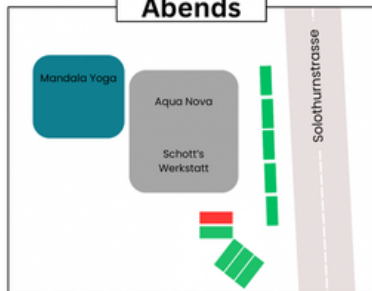 Abends
Mandala Yoga
Aqua Nova
Schott's
Werkstatt
Solothurnstrasse